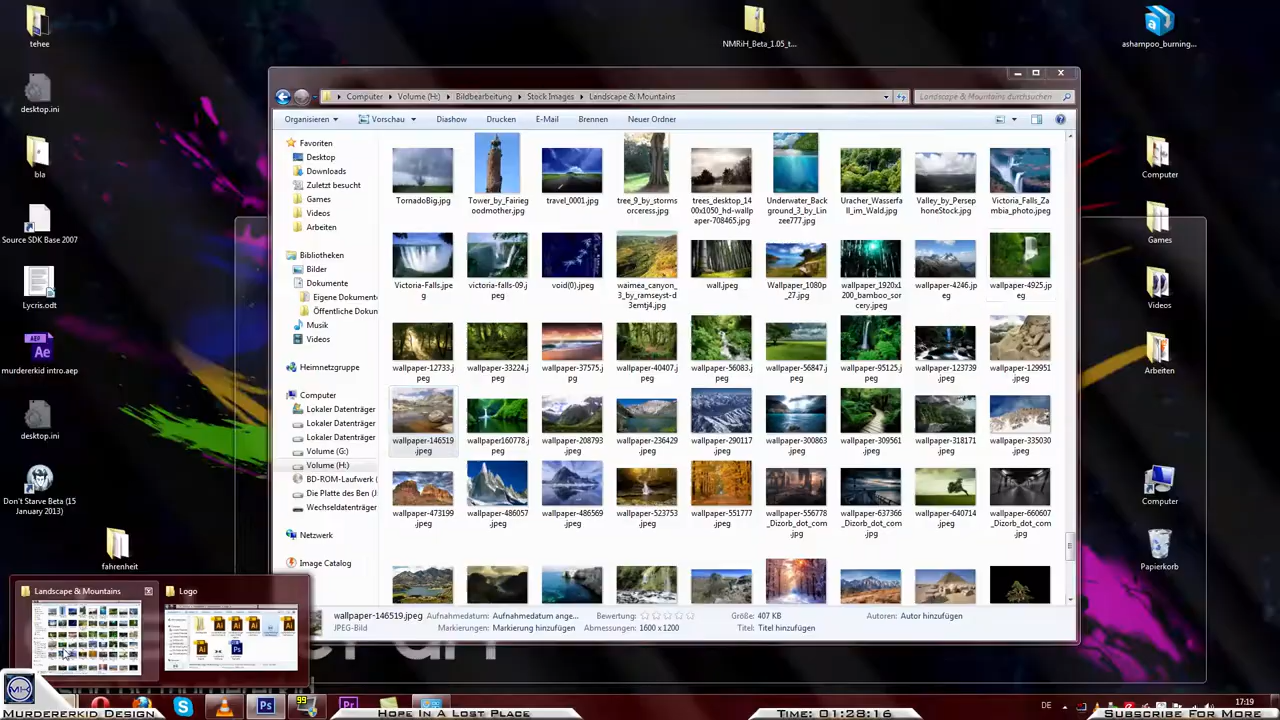 tehee
NMRiH_Beta_1.05_t...
ashampoo_burning...
desktop.ini
bla
Source SDK Base 2007
Lycris.odt
murdererkid intro.aep
desktop.ini
Don't Starve Beta (15 January 2013)
fahrenheit
Computer
Games
Videos
Arbeiten
Computer
Papierkorb
Computer Volume (H:) Bildbearbeitung Stock Images Landscape & Mountains
Landscape & Mountains durchsuchen
Organisieren Vorschau Diashow Drucken E-Mail Brennen Neuer Ordner
Favoriten
Desktop
Downloads
Zuletzt besucht
Games
Videos
Arbeiten
Bibliotheken
Bilder
Dokumente
Eigene Dokument
Öffentliche Dokun
Musik
Videos
Heimnetzgruppe
Computer
Lokaler Datenträger
Lokaler Datenträger
Lokaler Datenträger
Volume (G:)
Volume (H:)
BD-ROM-Laufwerk (
Die Platte des Ben (J
Wechseldatenträger
Netzwerk
Image Catalog
TornadoBig.jpg
Tower_by_Fairiegoodmother.jpg
travel_0001.jpg
tree_9_by_stormsorceress.jpg
trees_desktop_1400x1050_hd-wallpaper-708465.jpg
Underwater_Background_3_by_Linzee777.jpg
Uracher_Wasserfall_im_Wald.jpg
Valley_by_PersephoneStock.jpg
Victoria_Falls_Zambia_photo.jpeg
Victoria-Falls.jpeg
victoria-falls-09.jpeg
void(0).jpeg
waimea_canyon_3_by_ramseyst-d3emtj4.jpg
wall.jpeg
Wallpaper_1080p_27.jpg
wallpaper_1920x1200_bamboo_sorcery.jpeg
wallpaper-4246.jpeg
wallpaper-4925.jpeg
wallpaper-12733.jpeg
wallpaper-33224.jpeg
wallpaper-37575.jpeg
wallpaper-40407.jpeg
wallpaper-56083.jpeg
wallpaper-56847.jpeg
wallpaper-95125.jpeg
wallpaper-123739.jpeg
wallpaper-129951.jpeg
wallpaper-146519.jpeg
wallpaper160778.jpeg
wallpaper-208793.jpeg
wallpaper-236429.jpeg
wallpaper-290117.jpeg
wallpaper-300863.jpeg
wallpaper-309561.jpeg
wallpaper-318171.jpeg
wallpaper-335030.jpeg
wallpaper-473199.jpeg
wallpaper-486057.jpeg
wallpaper-486569.jpeg
wallpaper-523753.jpeg
wallpaper-551777.jpeg
wallpaper-556778_Dizorb_dot_com.jpg
wallpaper-637366_Dizorb_dot_com.jpg
wallpaper-640714.jpeg
wallpaper-660607_Dizorb_dot_com.jpg
wallpaper-146519.jpeg Aufnahmedatum: Aufnahmedatum ange... Bewertung: Größe: 407 KB Autoren: Autor hinzufügen
JPEG-Bild Markierungen: Markierung hinzufügen Abmessungen: 1600 x 1200 Titel: Titel hinzufügen
Landscape & Mountains
Logo
DE
17:19
Murdererkid Design Hope In A Lost Place Time: 01:28:16 Subscribe For More